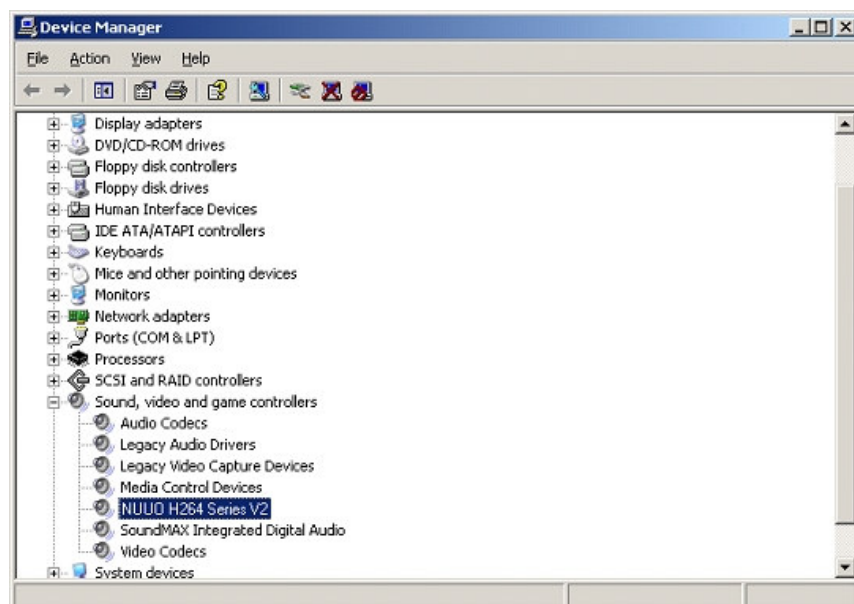 Device Manager
File Action View Help
Display adapters
DVD/CD-ROM drives
Floppy disk controllers
Floppy disk drives
Human Interface Devices
IDE ATA/ATAPI controllers
Keyboards
Mice and other pointing devices
Monitors
Network adapters
Ports (COM & LPT)
Processors
SCSI and RAID controllers
Sound, video and game controllers
Audio Codecs
Legacy Audio Drivers
Legacy Video Capture Devices
Media Control Devices
NUUO H264 Series V2
SoundMAX Integrated Digital Audio
Video Codecs
System devices